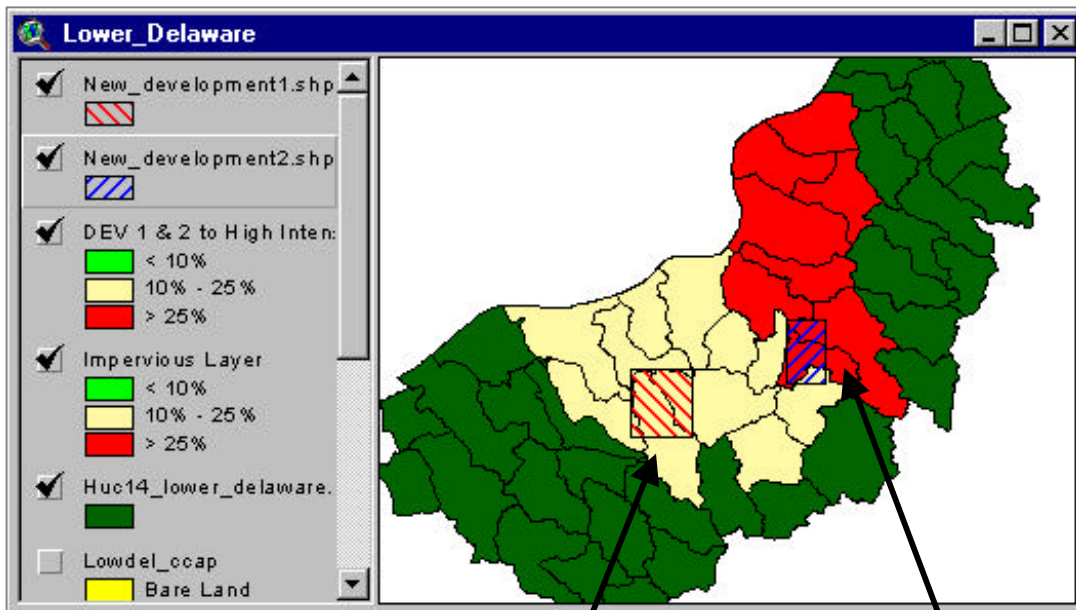 Lower_Delaware
New_development1.shp
New_development2.shp
DEV 1 & 2 to High Inten
< 10%
10% - 25%
> 25%
Impervious Layer
< 10%
10% - 25%
> 25%
Huc14_lower_delaware.
Lowdel_ccap
Bare Land